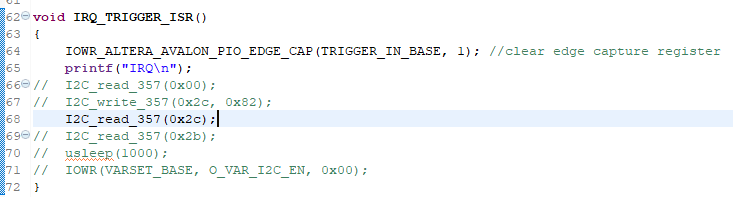 62 void IRQ_TRIGGER_ISR()
63 {
64     IOWR_ALTERA_AVALON_PIO_EDGE_CAP(TRIGGER_IN_BASE, 1); //clear edge capture register
65     printf("IRQ\n");
66 //  I2C_read_357(0x00);
67 //  I2C_write_357(0x2c, 0x82);
68     I2C_read_357(0x2c);
69 //  I2C_read_357(0x2b);
70 //  usleep(1000);
71 //  IOWR(VARSET_BASE, O_VAR_I2C_EN, 0x00);
72 }